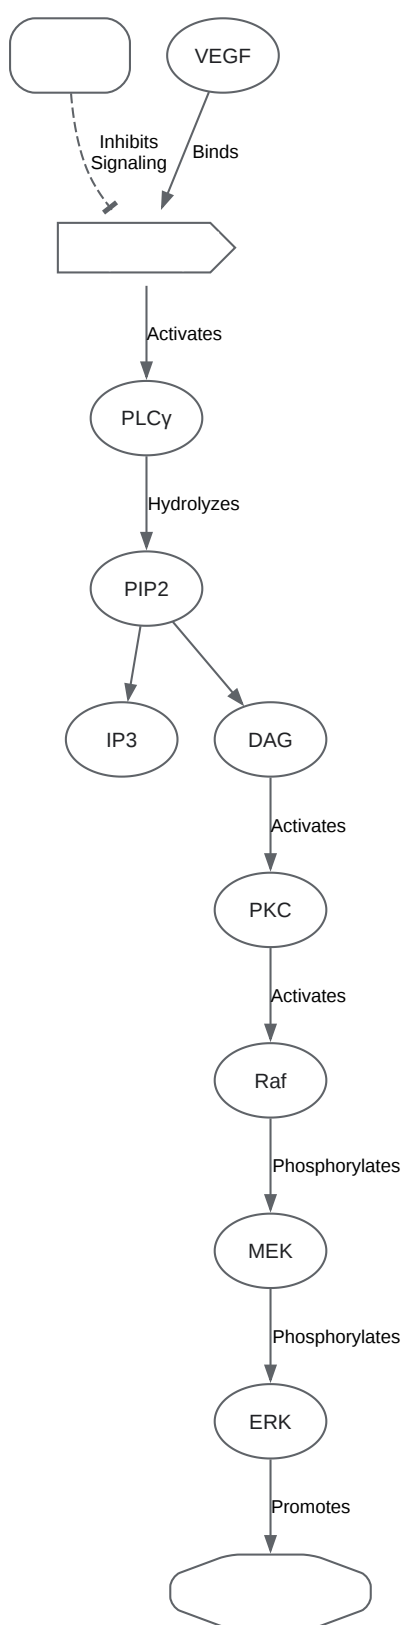 VEGF
Inhibits
Signaling
Binds
Activates
PLCγ
Hydrolyzes
PIP2
IP3
DAG
Activates
PKC
Activates
Raf
Phosphorylates
MEK
Phosphorylates
ERK
Promotes